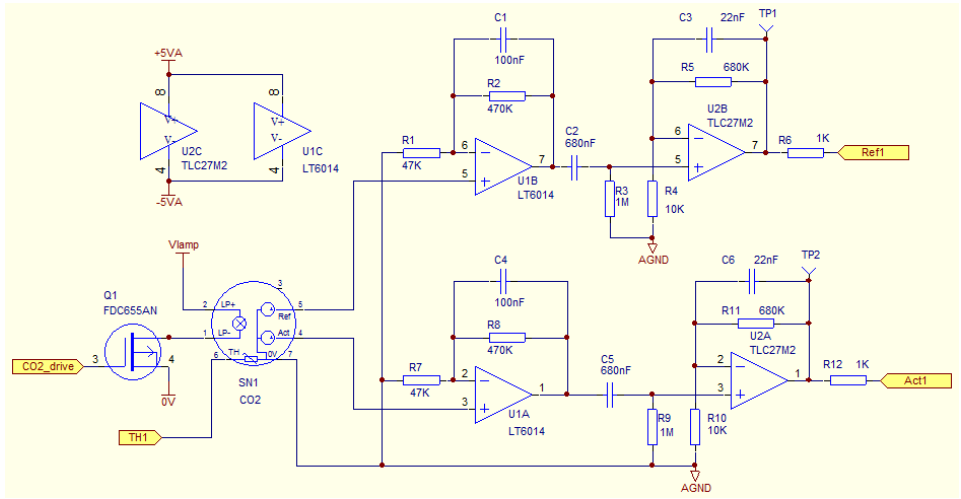 +5VA
8
V+
V-
4
U2C
TLC27M2
8
V+
V-
4
U1C
LT6014
-5VA
C1
100nF
R2
470K
R1
47K
6
5
7
U1B
LT6014
C2
680nF
R3
1M
C3
22nF
TP1
R5
680K
U2B
TLC27M2
6
5
7
R4
10K
AGND
R6
1K
Ref1
Vlamp
Q1
FDC655AN
CO2_drive
3
4
0V
2
LP+
1
LP-
3
Ref
5
Act
4
6
TH
0V
7
SN1
CO2
TH1
C4
100nF
R8
470K
R7
47K
2
3
1
U1A
LT6014
C5
680nF
R9
1M
C6
22nF
TP2
R11
680K
U2A
TLC27M2
2
3
1
R10
10K
AGND
R12
1K
Act1